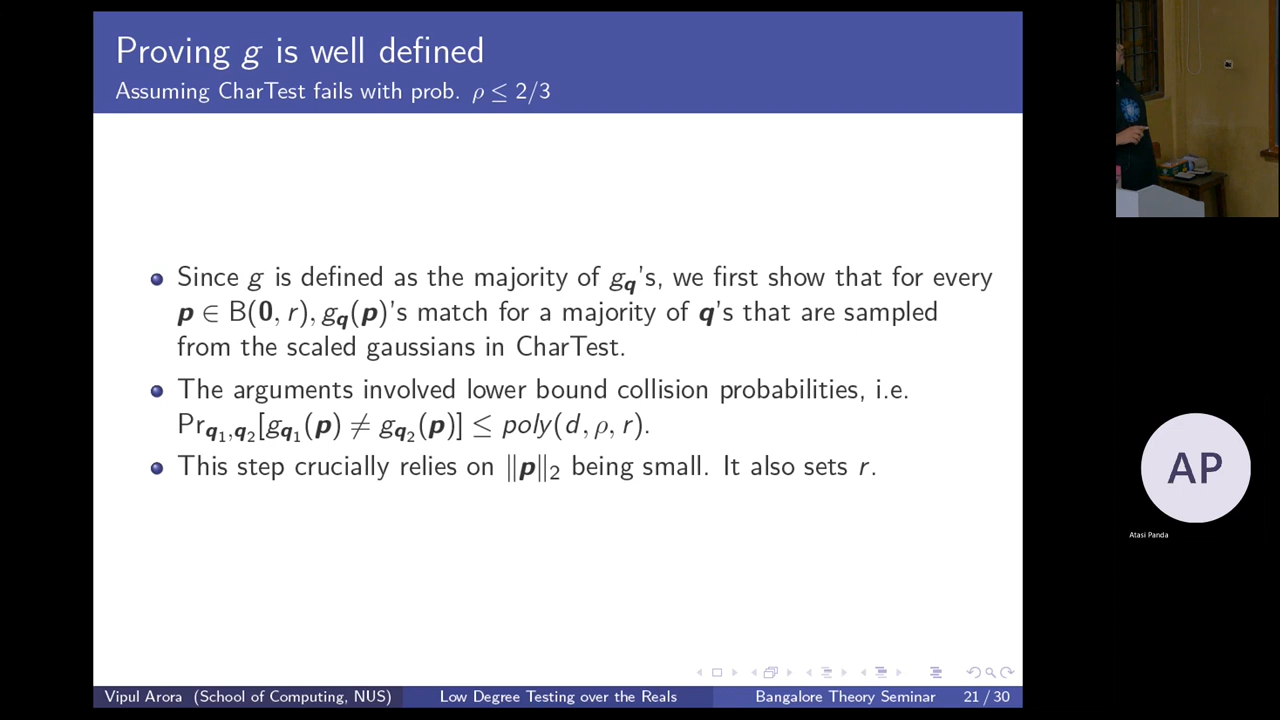 Proving g is well defined
Assuming CharTest fails with prob. ρ ≤ 2/3
Since g is defined as the majority of g_q's, we first show that for every
p ∈ B(0, r), g_q(p)'s match for a majority of q's that are sampled
from the scaled gaussians in CharTest.
The arguments involved lower bound collision probabilities, i.e.
Pr_{q_1,q_2}[g_{q_1}(p) ≠ g_{q_2}(p)] ≤ poly(d, ρ, r).
This step crucially relies on ‖p‖_2 being small. It also sets r.
AP
Atasi Panda
Vipul Arora (School of Computing, NUS) Low Degree Testing over the Reals Bangalore Theory Seminar 21 / 30